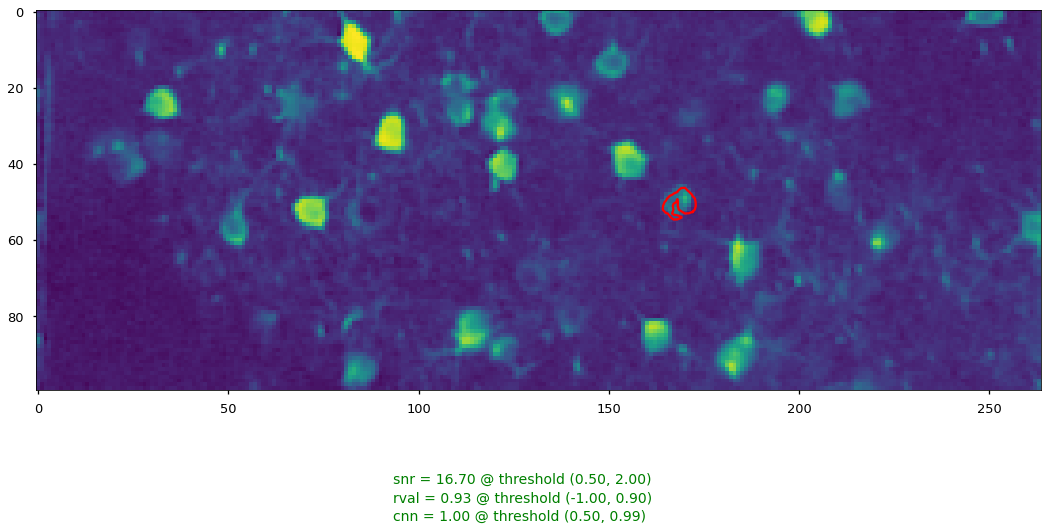 0
20
40
60
80
0 50 100 150 200 250
snr = 16.70 @ threshold (0.50, 2.00)
rval = 0.93 @ threshold (-1.00, 0.90)
cnn = 1.00 @ threshold (0.50, 0.99)